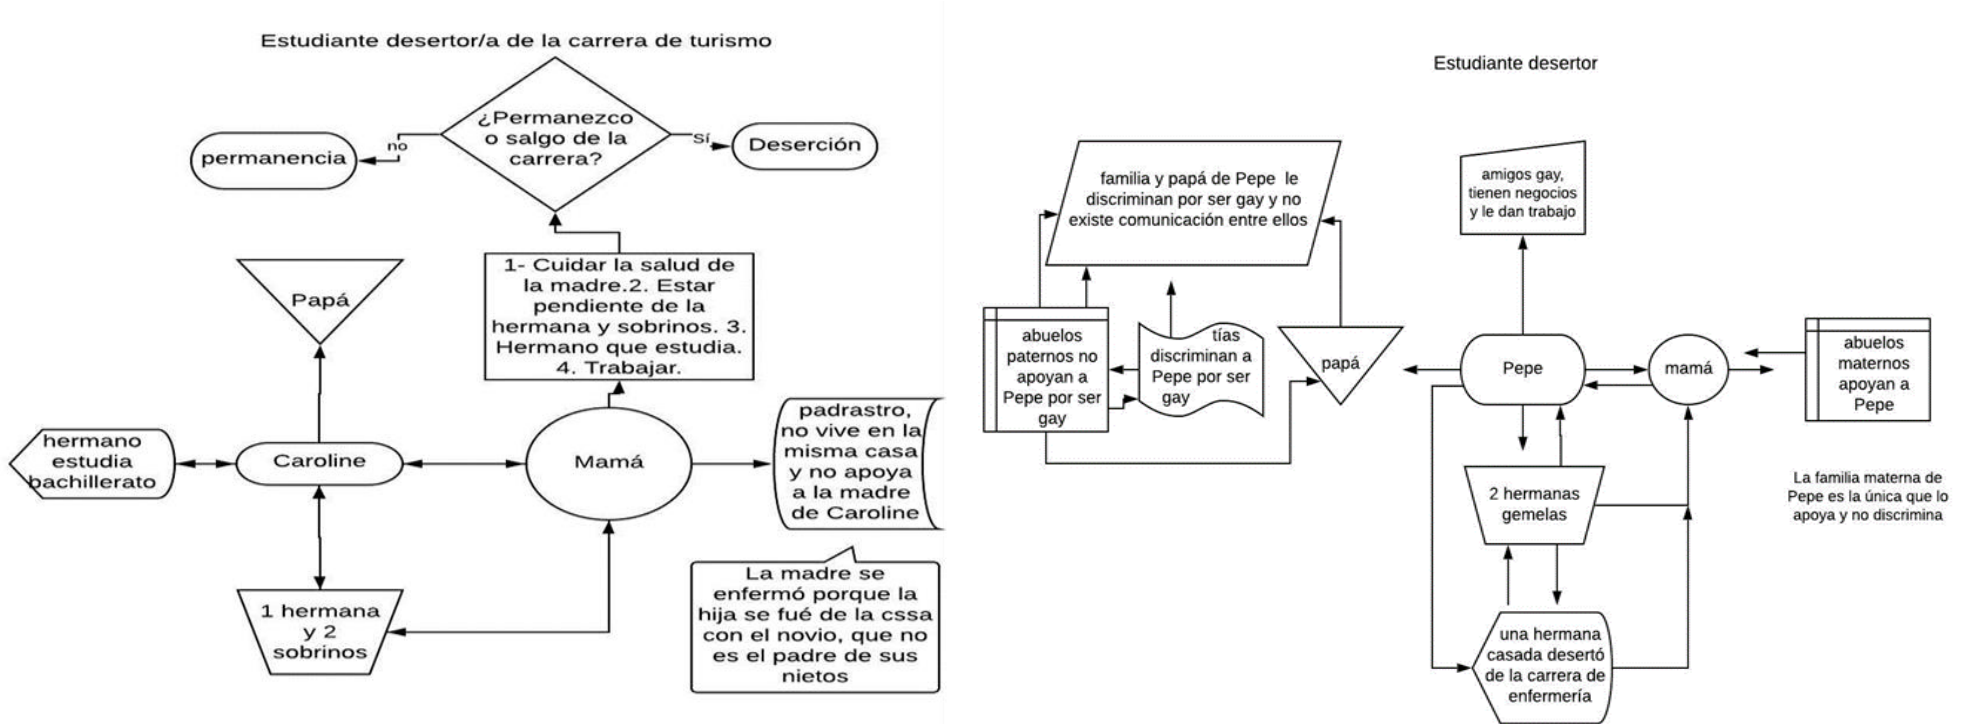 Estudiante desertor/a de la carrera de turismo
¿Permanezco
o salgo de la
carrera?
no
permanencia
Sí
Deserción
Papá
1- Cuidar la salud de
la madre.2. Estar
pendiente de la
hermana y sobrinos. 3.
Hermano que estudia.
4. Trabajar.
hermano
estudia
bachillerato
Caroline
Mamá
padrastro,
no vive en la
misma casa
y no apoya
a la madre
de Caroline
1 hermana
y 2
sobrinos
La madre se
enfermó porque la
hija se fué de la cssa
con el novio, que no
es el padre de sus
nietos
Estudiante desertor
familia y papá de Pepe le
discriminan por ser gay y no
existe comunicación entre ellos
amigos gay,
tienen negocios
y le dan trabajo
abuelos
paternos no
apoyan a
Pepe por ser
gay
tías
discriminan a
Pepe por ser
gay
papá
Pepe
mamá
abuelos
maternos
apoyan a
Pepe
2 hermanas
gemelas
La familia materna de
Pepe es la única que lo
apoya y no discrimina
una hermana
casada desertó
de la carrera de
enfermería